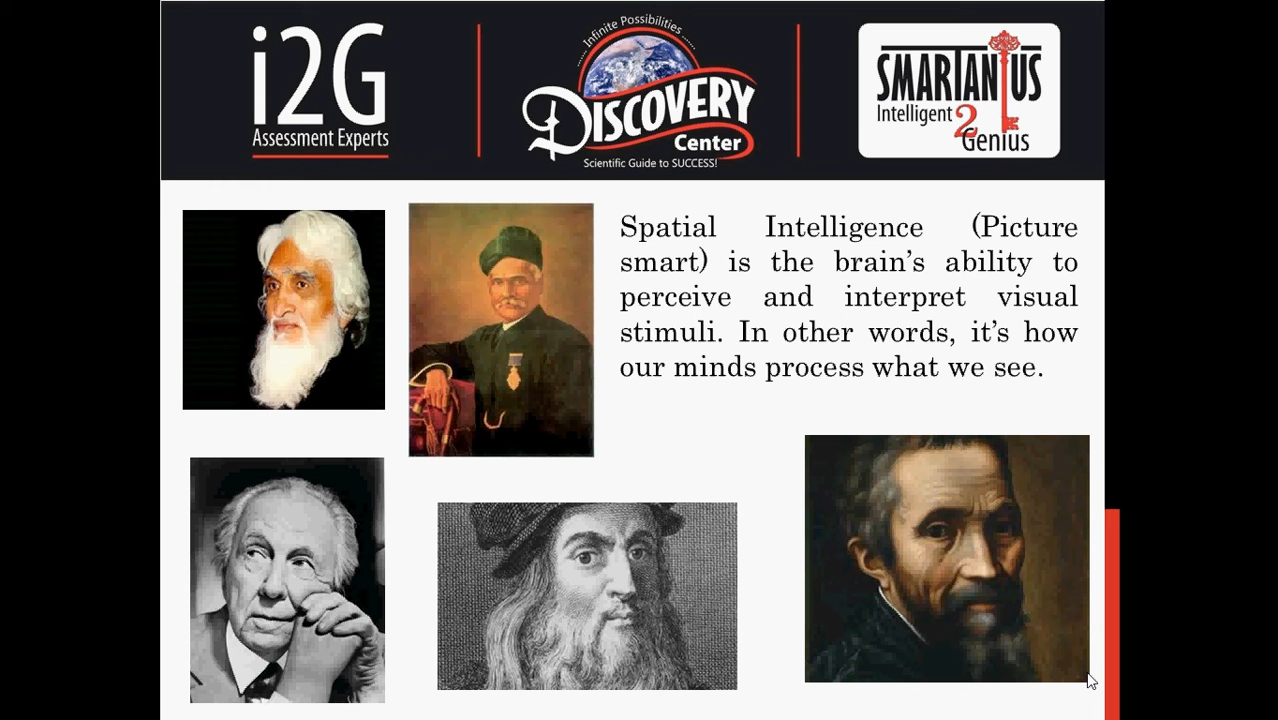 i2G
Assessment Experts
Infinite Possibilities
DISCOVERY
Center
Scientific Guide to SUCCESS!
SMARTANIUS
Intelligent 2
Genius
Spatial Intelligence (Picture
smart) is the brain's ability to
perceive and interpret visual
stimuli. In other words, it's how
our minds process what we see.